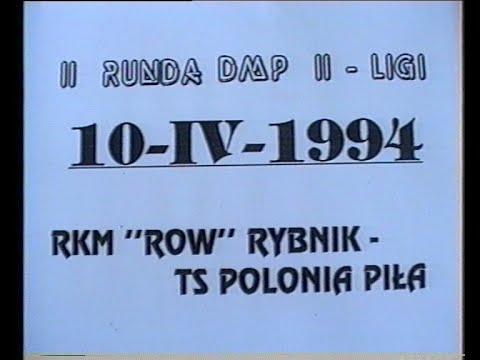 II RUNDA DMP II - LIGI
10-IV-1994
RKM "ROW" RYBNIK -
TS POLONIA PIŁA